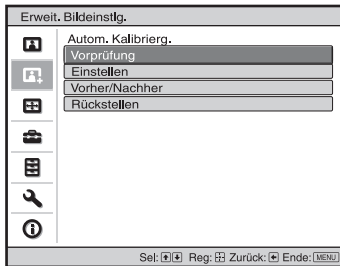 Erweit. Bildeinstlg.
Autom. Kalibrierg.
Vorprüfung
Einstellen
Vorher/Nachher
Rückstellen
Sel: Reg: Zurück: Ende: MENU